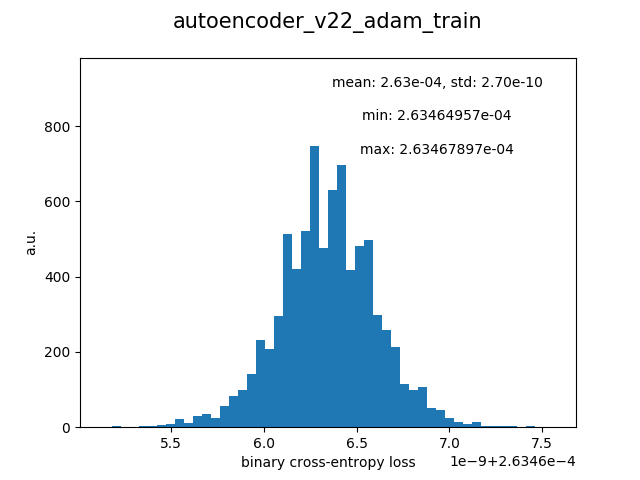 autoencoder_v22_adam_train
mean: 2.63e-04, std: 2.70e-10
min: 2.63464957e-04
max: 2.63467897e-04
800
600
400
200
0
a.u.
5.5 6.0 6.5 7.0 7.5
binary cross-entropy loss
1e−9+2.6346e−4